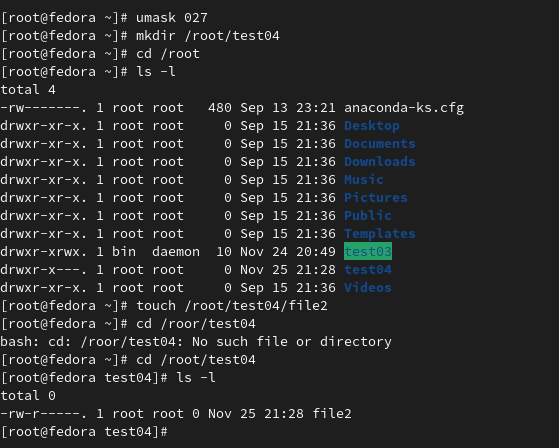 [root@fedora ~]# umask 027
[root@fedora ~]# mkdir /root/test04
[root@fedora ~]# cd /root
[root@fedora ~]# ls -l
total 4
-rw-------. 1 root root   480 Sep 13 23:21 anaconda-ks.cfg
drwxr-xr-x. 1 root root     0 Sep 15 21:36 Desktop
drwxr-xr-x. 1 root root     0 Sep 15 21:36 Documents
drwxr-xr-x. 1 root root     0 Sep 15 21:36 Downloads
drwxr-xr-x. 1 root root     0 Sep 15 21:36 Music
drwxr-xr-x. 1 root root     0 Sep 15 21:36 Pictures
drwxr-xr-x. 1 root root     0 Sep 15 21:36 Public
drwxr-xr-x. 1 root root     0 Sep 15 21:36 Templates
drwxr-xrwx. 1 bin  daemon  10 Nov 24 20:49 test03
drwxr-x---. 1 root root     0 Nov 25 21:28 test04
drwxr-xr-x. 1 root root     0 Sep 15 21:36 Videos
[root@fedora ~]# touch /root/test04/file2
[root@fedora ~]# cd /roor/test04
bash: cd: /roor/test04: No such file or directory
[root@fedora ~]# cd /root/test04
[root@fedora test04]# ls -l
total 0
-rw-r-----. 1 root root 0 Nov 25 21:28 file2
[root@fedora test04]#